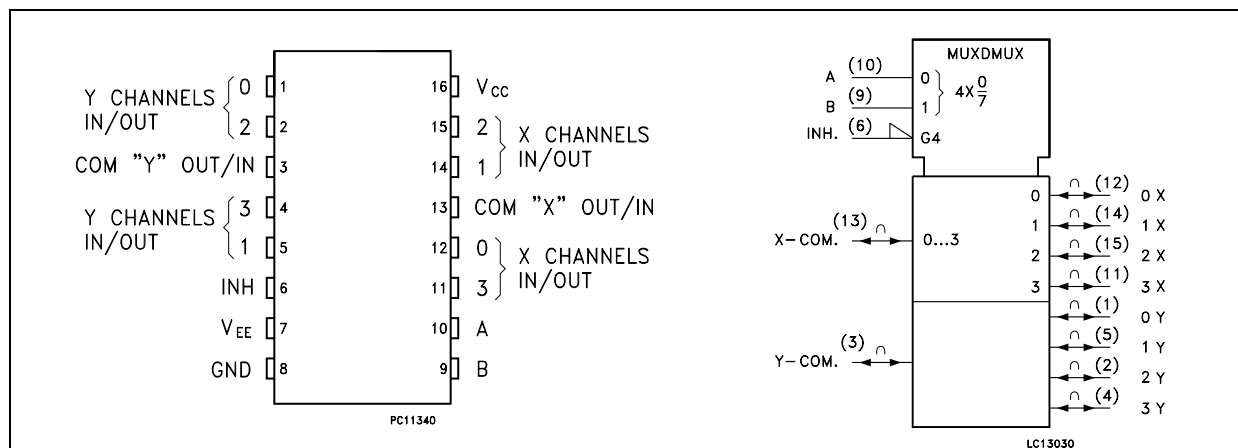 Y CHANNELS
IN/OUT
0
2
COM "Y" OUT/IN
Y CHANNELS
IN/OUT
3
1
INH
VEE
GND
1
2
3
4
5
6
7
8
16
15
14
13
12
11
10
9
VCC
2
1
X CHANNELS
IN/OUT
COM "X" OUT/IN
0
3
X CHANNELS
IN/OUT
A
B
PC11340
MUXDMUX
A (10) 0
B (9) 1
4X 0/7
INH. (6) G4
X-COM. (13) ∩ 0...3
0 ∩ (12) 0 X
1 ∩ (14) 1 X
2 ∩ (15) 2 X
3 ∩ (11) 3 X
Y-COM. (3) ∩
∩ (1) 0 Y
∩ (5) 1 Y
∩ (2) 2 Y
∩ (4) 3 Y
LC13030